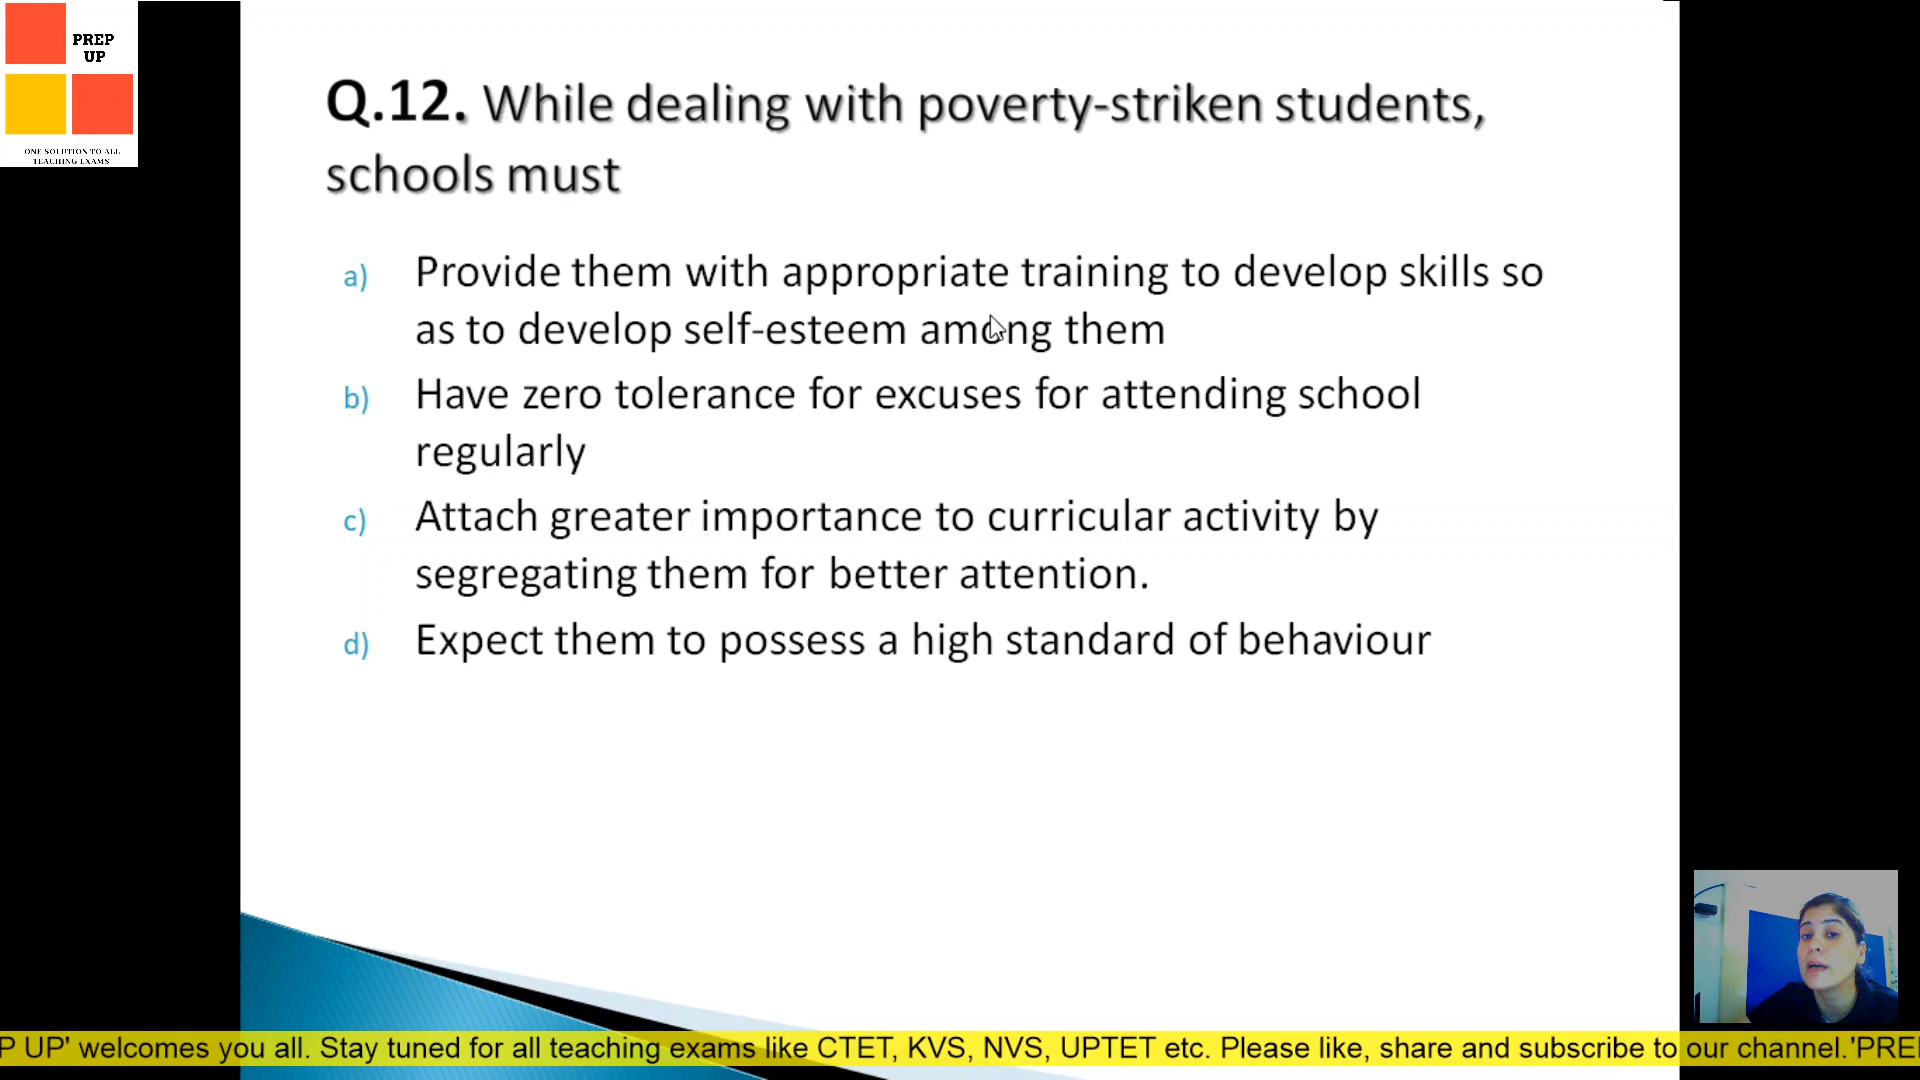 PREP
UP
ONE SOLUTION TO ALL
TEACHING EXAMS
Q.12. While dealing with poverty-striken students,
schools must
a) Provide them with appropriate training to develop skills so
as to develop self-esteem among them
b) Have zero tolerance for excuses for attending school
regularly
c) Attach greater importance to curricular activity by
segregating them for better attention.
d) Expect them to possess a high standard of behaviour
P UP' welcomes you all. Stay tuned for all teaching exams like CTET, KVS, NVS, UPTET etc. Please like, share and subscribe to our channel.'PREP